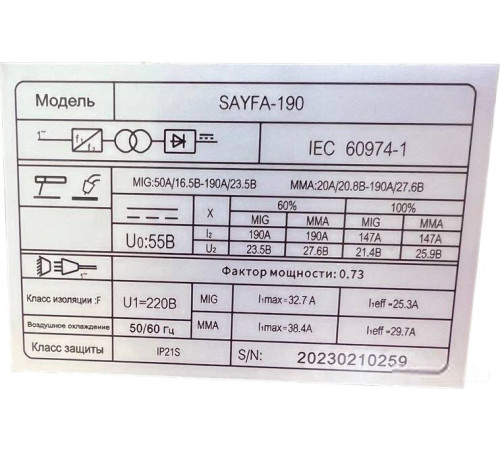 Модель SAYFA-190
1~ f1 f2 IEC 60974-1
MIG:50A/16.5B-190A/23.5B MMA:20A/20.8B-190A/27.6B
X 60% 100%
MIG MMA MIG MMA
U0:55B I2 190A 190A 147A 147A
U2 23.5B 27.6B 21.4B 25.9B
1~ Фактор мощности: 0.73
Класс изоляции :F U1=220B MIG I1max=32.7 A I1eff=25.3A
Воздушное охлаждение 50/60 Гц MMA I1max=38.4A I1eff=29.7A
Класс защиты IP21S S/N: 20230210259